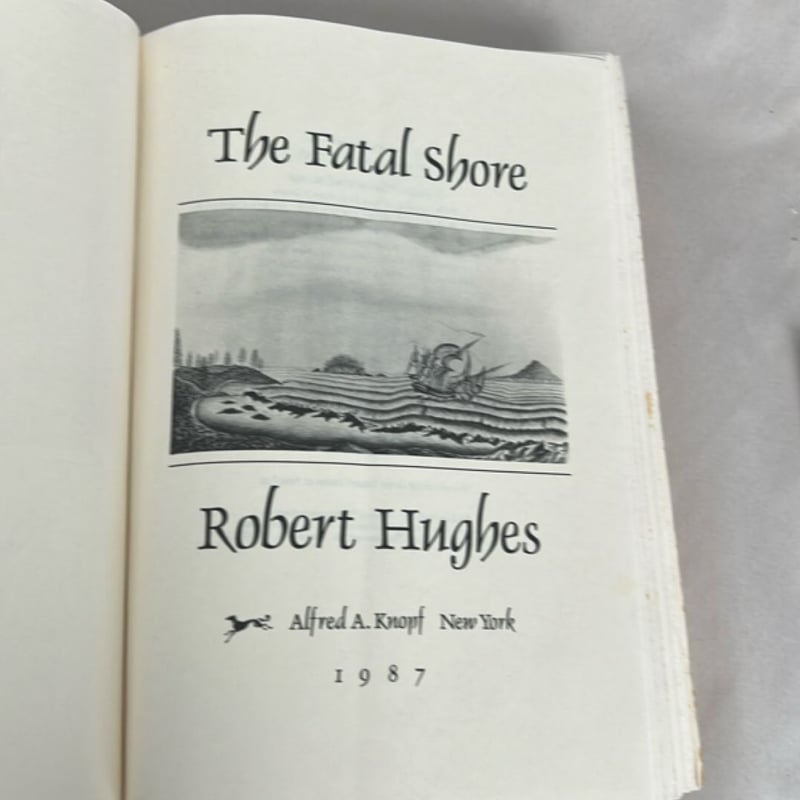 The Fatal Shore
Robert Hughes
Alfred A. Knopf New York
1987